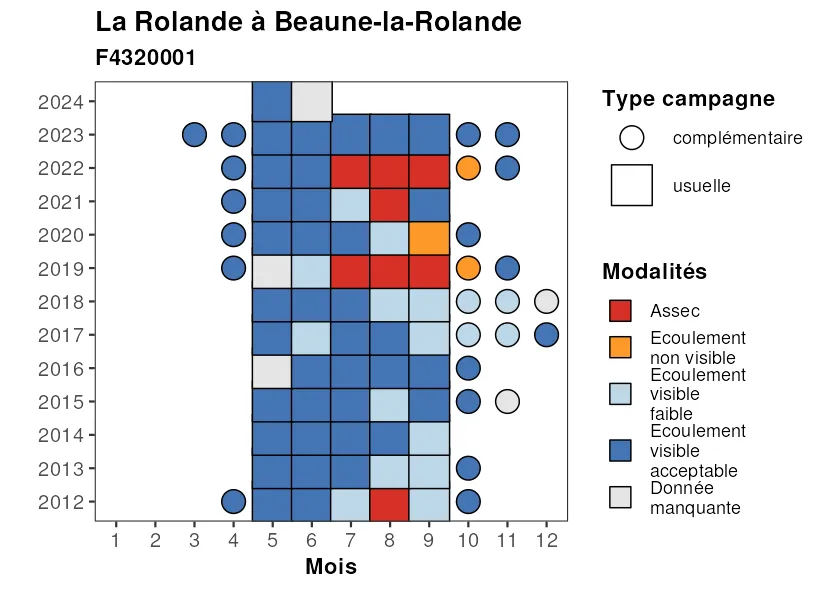 La Rolande à Beaune-la-Rolande
F4320001
2024
2023
2022
2021
2020
2019
2018
2017
2016
2015
2014
2013
2012
1 2 3 4 5 6 7 8 9 10 11 12
Mois
Type campagne
complémentaire
usuelle
Modalités
Assec
Ecoulement
non visible
Ecoulement
visible
faible
Ecoulement
visible
acceptable
Donnée
manquante